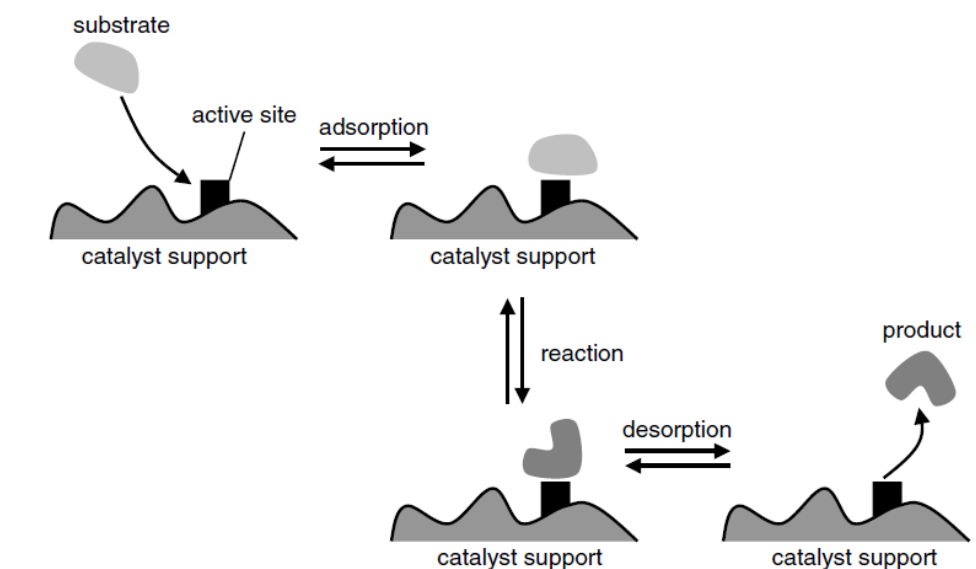 substrate
active site
adsorption
catalyst support
catalyst support
reaction
product
desorption
catalyst support
catalyst support